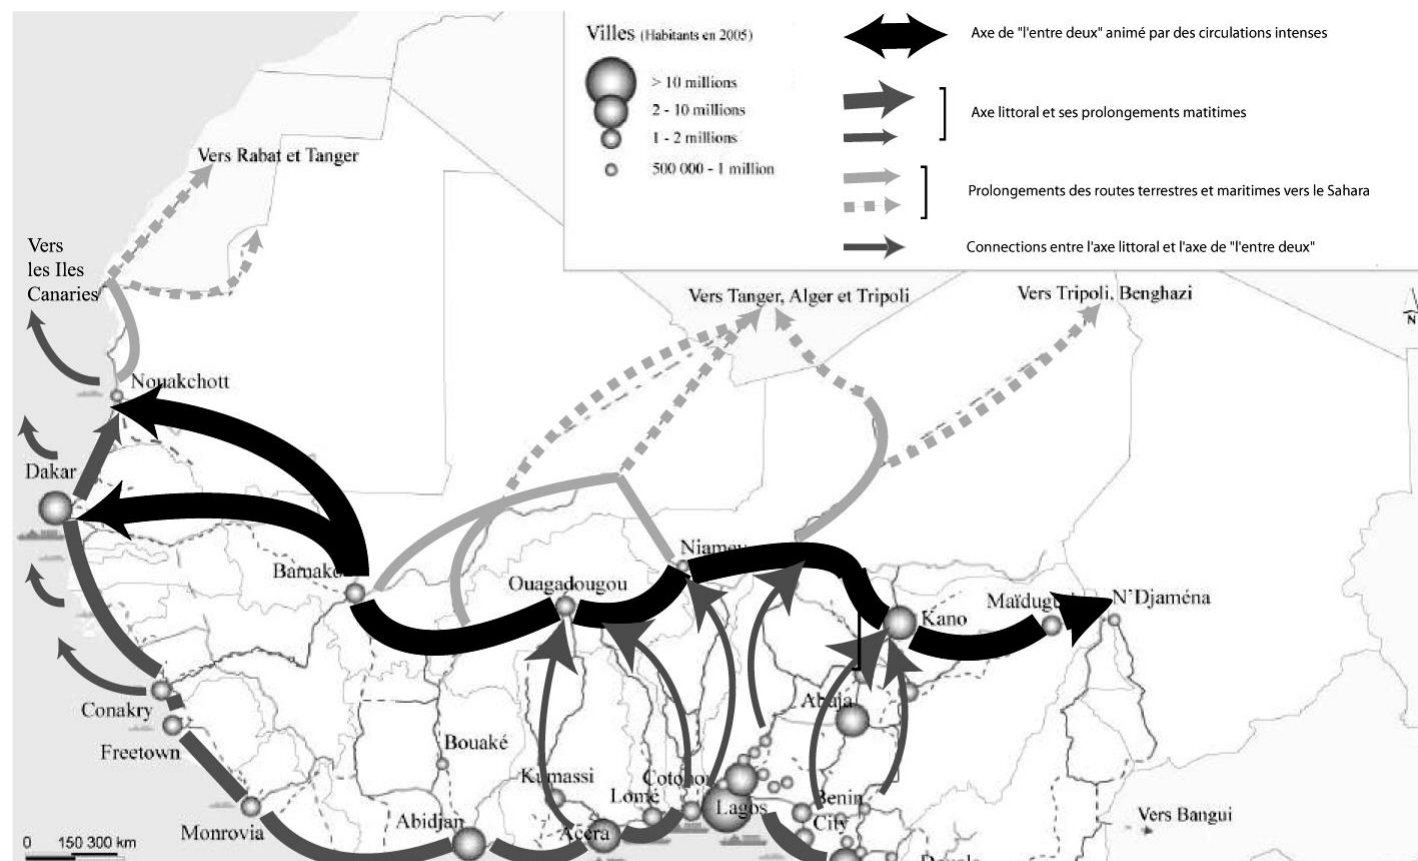 Villes (Habitants en 2005)
> 10 millions
2 - 10 millions
1 - 2 millions
500 000 - 1 million
Axe de "l'entre deux" animé par des circulations intenses
Axe littoral et ses prolongements matitimes
Prolongements des routes terrestres et maritimes vers le Sahara
Connections entre l'axe littoral et l'axe de "l'entre deux"
Vers Rabat et Tanger
Vers
les Iles
Canaries
Vers Tanger, Alger et Tripoli
Vers Tripoli, Benghazi
N
Nouakchott
Dakar
Bamako
Ouagadougou
Niamey
Kano
N'Djaména
Conakry
Freetown
Bouaké
Kumassi
Lomé
Lagos
Benin
City
Monrovia
Abidjan
Accra
Abuja
Vers Bangui
0 150 300 km